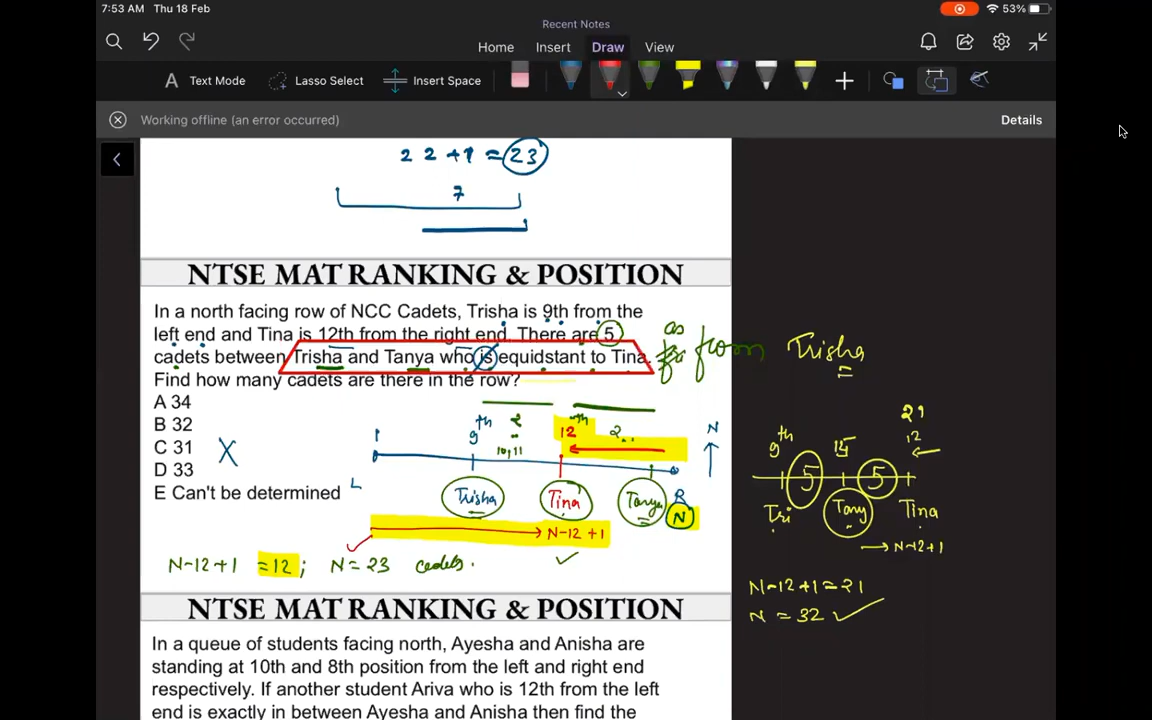 7:53 AM Thu 18 Feb
53%
Recent Notes
Home Insert Draw View
Text Mode Lasso Select Insert Space
Working offline (an error occurred) Details
22+1 = 23
7
NTSE MAT RANKING & POSITION
In a north facing row of NCC Cadets, Trisha is 9th from the
left end and Tina is 12th from the right end. There are 5
cadets between Trisha and Tanya who is equidstant to Tina.
as
from Trisha
Find how many cadets are there in the row?
A 34
B 32
C 31
D 33
E Can't be determined
X
9th 2 12th 2 N
10,11
L R
Trisha Tina Tanya N
N-12+1
N-12+1 = 12; N = 23 cadets.
21
9th 15 12
5 5
Tri Tany Tina
N-12+1
N-12+1 = 21
N = 32
NTSE MAT RANKING & POSITION
In a queue of students facing north, Ayesha and Anisha are
standing at 10th and 8th position from the left and right end
respectively. If another student Ariva who is 12th from the left
end is exactly in between Ayesha and Anisha then find the